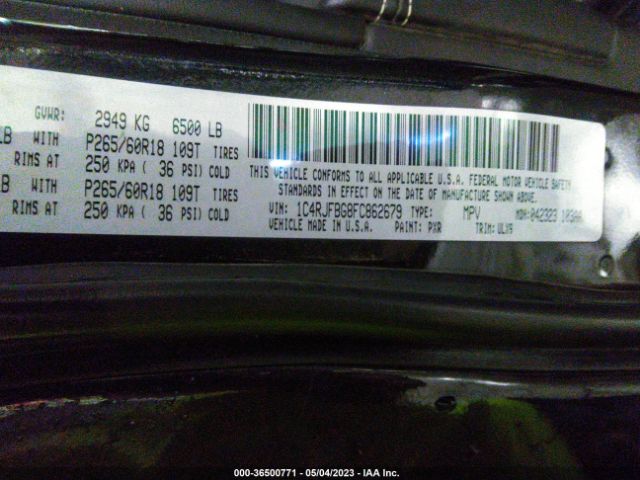 GVWR: 2949 KG 6500 LB
LB WITH P265/60R18 109T TIRES
RIMS AT 250 KPA ( 36 PSI) COLD
LB WITH P265/60R18 109T TIRES
RIMS AT 250 KPA ( 36 PSI) COLD
THIS VEHICLE CONFORMS TO ALL APPLICABLE U.S.A. FEDERAL MOTOR VEHICLE SAFETY
STANDARDS IN EFFECT ON THE DATE OF MANUFACTURE SHOWN ABOVE.
VIN: 1C4RJFBG8FC862679 TYPE: MPV MDH: 042323
VEHICLE MADE IN U.S.A. PAINT: PXR TRIM:
000-36500771 - 05/04/2023 - IAA Inc.